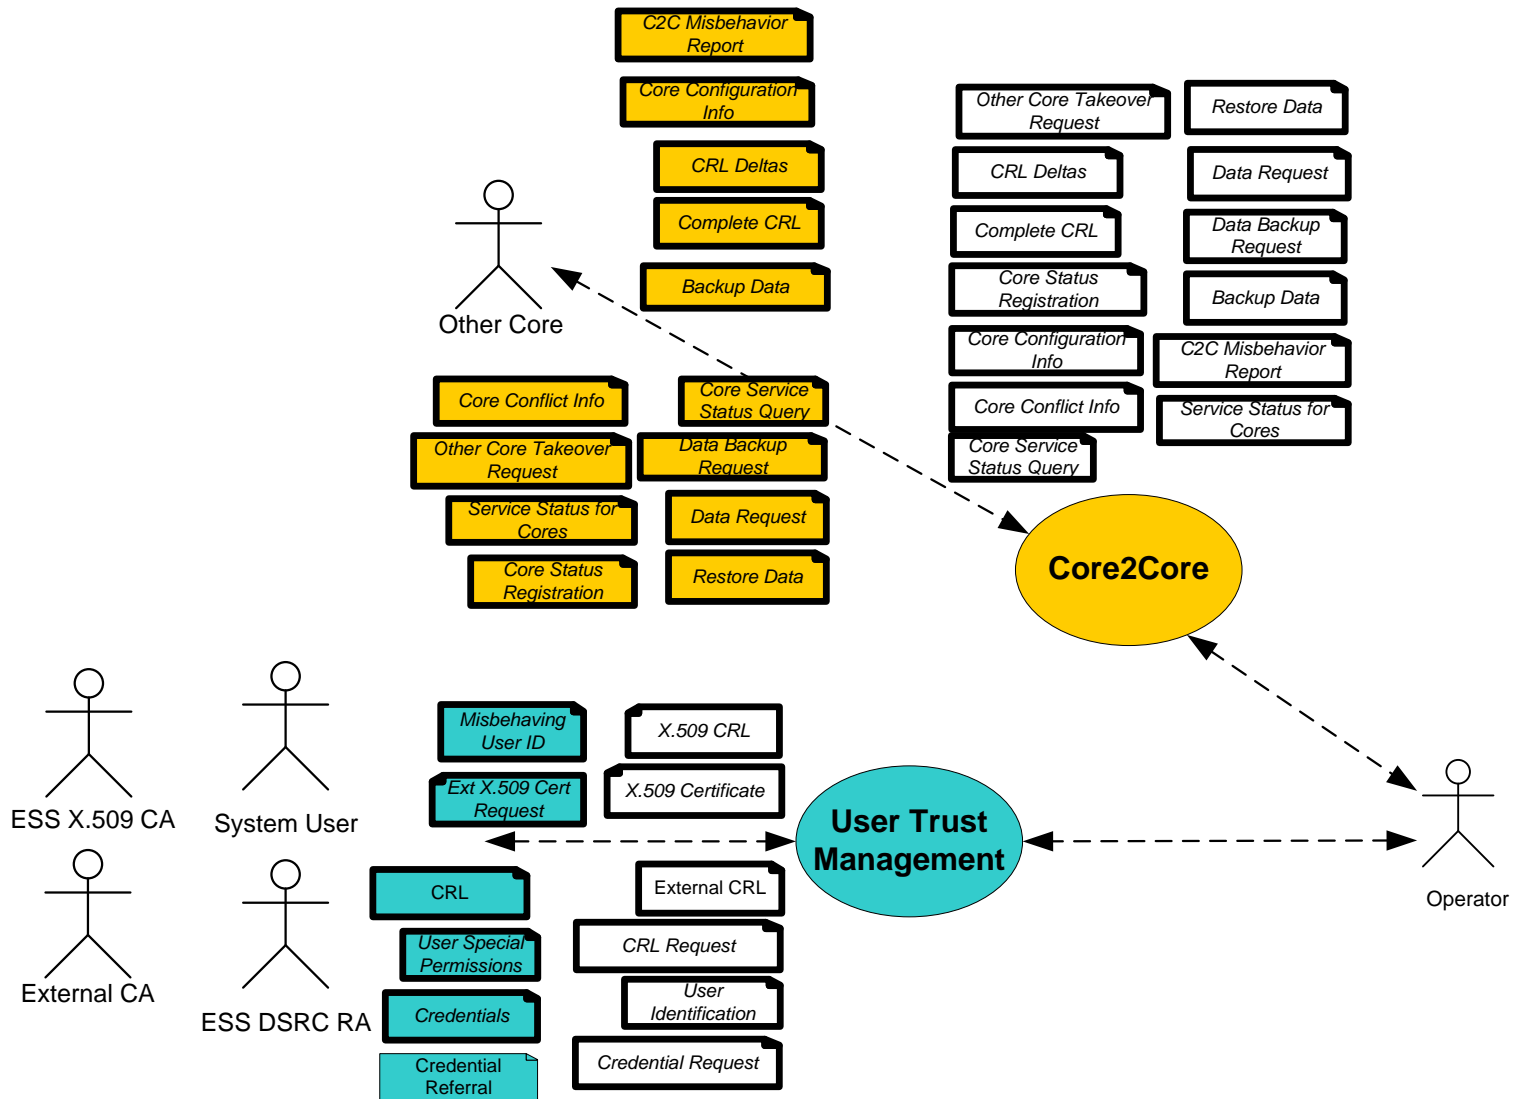 C2C Misbehavior
Report
Core Configuration
Info
CRL Deltas
Complete CRL
Backup Data
Other Core
Other Core Takeover
Request
Restore Data
CRL Deltas
Data Request
Complete CRL
Data Backup
Request
Core Status
Registration
Backup Data
Core Configuration
Info
C2C Misbehavior
Report
Core Conflict Info
Service Status for
Cores
Core Service
Status Query
Core Conflict Info
Core Service
Status Query
Other Core Takeover
Request
Data Backup
Request
Service Status for
Cores
Data Request
Core Status
Registration
Restore Data
Core2Core
ESS X.509 CA
System User
External CA
ESS DSRC RA
Misbehaving
User ID
X.509 CRL
Ext X.509 Cert
Request
X.509 Certificate
User Trust
Management
Operator
CRL
External CRL
User Special
Permissions
CRL Request
Credentials
User
Identification
Credential
Referral
Credential Request